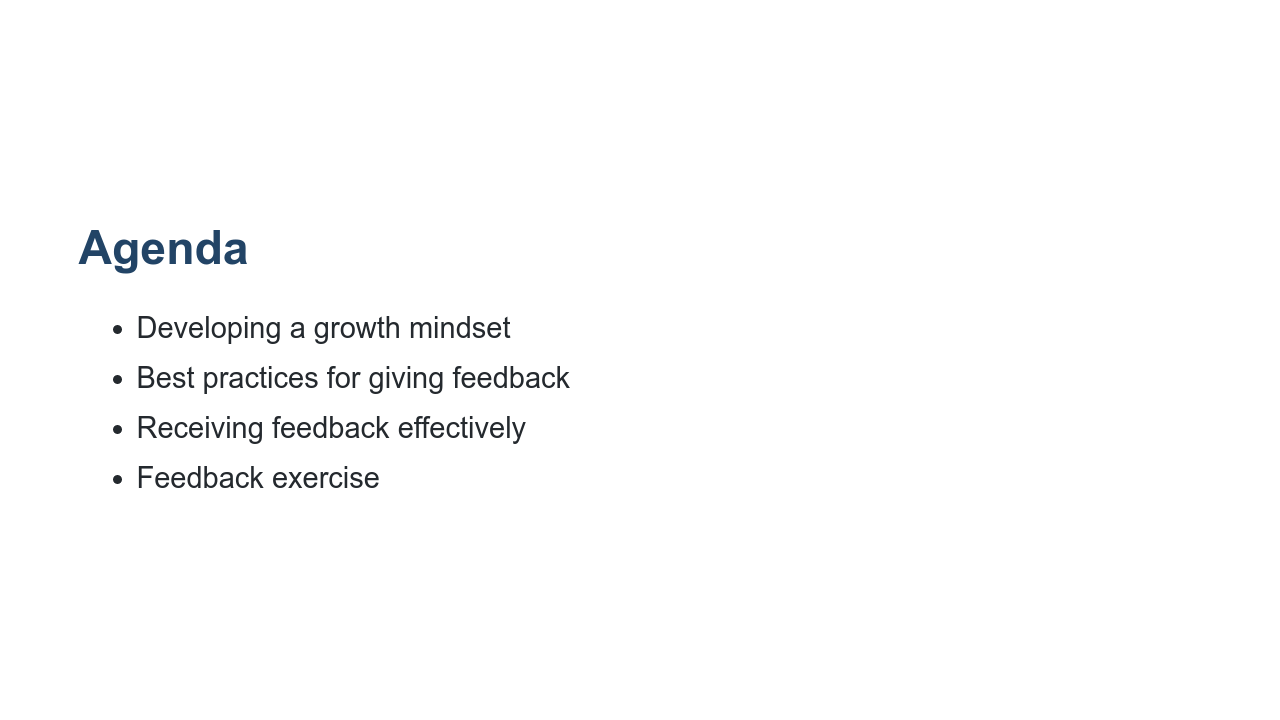 Agenda
Developing a growth mindset
Best practices for giving feedback
Receiving feedback effectively
Feedback exercise